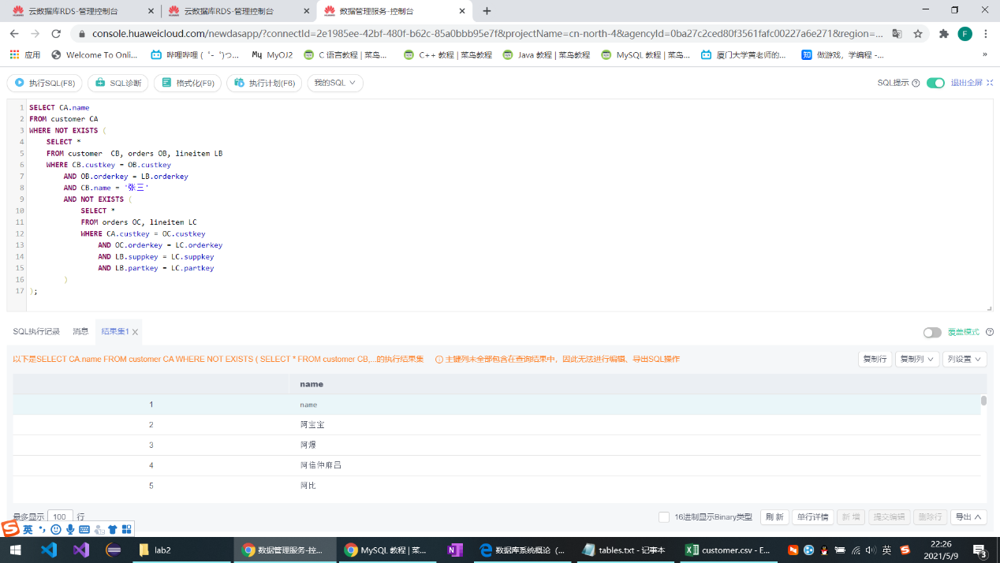 云数据库RDS-管理控制台
云数据库RDS-管理控制台
数据管理服务-控制台
console.huaweicloud.com/newdasapp/?connectId=2e1985ee-42bf-480f-b62c-85a0bbb95e7f&projectName=cn-north-4&agencyId=0ba27c2ced80f3561fafc00227a6e271&region=...
F
应用
Welcome To Onli...
哔哩哔哩 (゜-゜)つ...
My MyOJ2
C 语言教程 | 菜鸟...
C++ 教程 | 菜鸟教程
Java 教程 | 菜鸟教程
MySQL 教程 | 菜鸟...
厦门大学黄老师的...
知 做游戏，学编程 -...
»
执行SQL(F8)
SQL诊断
格式化(F9)
执行计划(F6)
我的SQL
SQL提示
退出全屏
1 SELECT CA.name
2 FROM customer CA
3 WHERE NOT EXISTS (
4 SELECT *
5 FROM customer  CB, orders OB, lineitem LB
6 WHERE CB.custkey = OB.custkey
7 AND OB.orderkey = LB.orderkey
8 AND CB.name = '张三'
9 AND NOT EXISTS (
10 SELECT *
11 FROM orders OC, lineitem LC
12 WHERE CA.custkey = OC.custkey
13 AND OC.orderkey = LC.orderkey
14 AND LB.suppkey = LC.suppkey
15 AND LB.partkey = LC.partkey
16 )
17 );
SQL执行记录
消息
结果集1
覆盖模式
以下是SELECT CA.name FROM customer CA WHERE NOT EXISTS ( SELECT * FROM customer CB,...的执行结果集
主键列未全部包含在查询结果中，因此无法进行编辑、导出SQL操作
复制行
复制列
列设置
name
1 name
2 阿宝宝
3 阿爆
4 阿倍仲麻吕
5 阿比
最多显示 100 行
16进制显示Binary类型
刷 新
单行详情
新 增
提交编辑
删除行
导出
英
lab2
数据管理服务-控...
MySQL 教程 | 菜...
数据库系统概论（...
tables.txt - 记事本
customer.csv - E...
英
22:26
2021/5/9
3